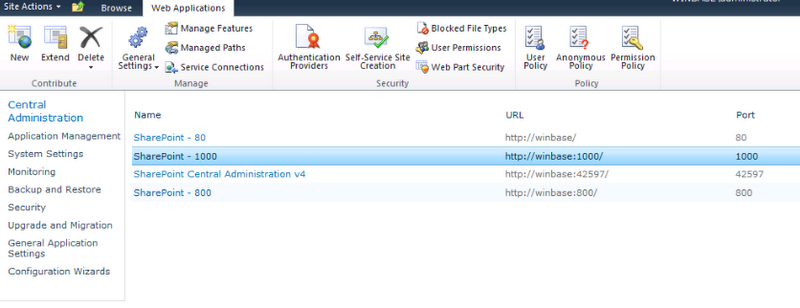 Site Actions Browse Web Applications
New Extend Delete General Settings Manage Features Managed Paths Service Connections Authentication Providers Self-Service Site Creation Blocked File Types User Permissions Web Part Security User Policy Anonymous Policy Permission Policy
Contribute Manage Security Policy
Central
Administration
Application Management
System Settings
Monitoring
Backup and Restore
Security
Upgrade and Migration
General Application
Settings
Configuration Wizards
Name URL Port
SharePoint - 80 http://winbase/ 80
SharePoint - 1000 http://winbase:1000/ 1000
SharePoint Central Administration v4 http://winbase:42597/ 42597
SharePoint - 800 http://winbase:800/ 800